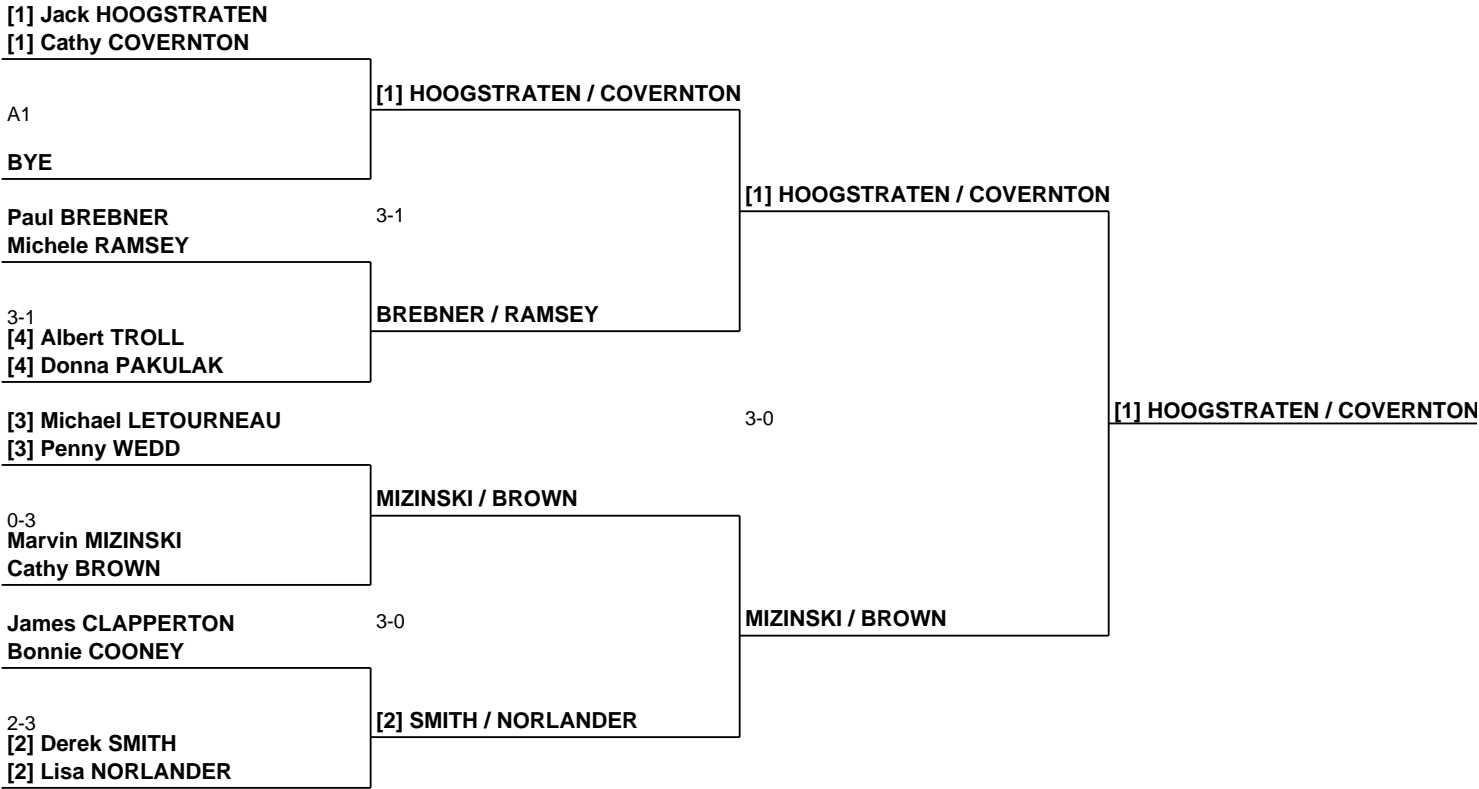 [1] Jack HOOGSTRATEN
[1] Cathy COVERNTON
[1] HOOGSTRATEN / COVERNTON
A1
BYE
[1] HOOGSTRATEN / COVERNTON
Paul BREBNER
3-1
Michele RAMSEY
3-1
BREBNER / RAMSEY
[4] Albert TROLL
[4] Donna PAKULAK
[1] HOOGSTRATEN / COVERNTON
[3] Michael LETOURNEAU
3-0
[3] Penny WEDD
MIZINSKI / BROWN
0-3
Marvin MIZINSKI
Cathy BROWN
James CLAPPERTON
3-0
MIZINSKI / BROWN
Bonnie COONEY
2-3
[2] SMITH / NORLANDER
[2] Derek SMITH
[2] Lisa NORLANDER